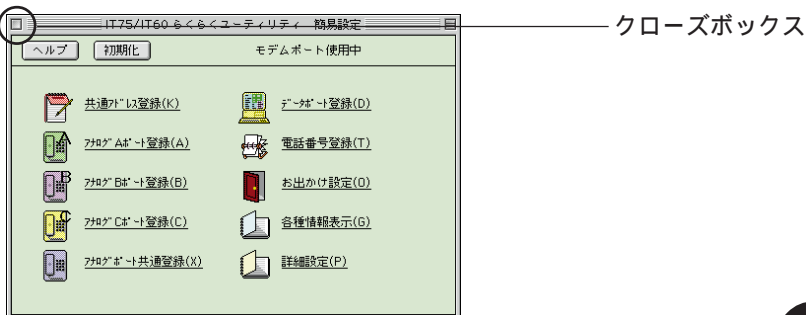 IT75/IT60 らくらくユーティリティ 簡易設定
クローズボックス
ヘルプ 初期化 モデムポート使用中
共通ｱﾄﾞﾚｽ登録(K)
ﾃﾞｰﾀﾎﾟｰﾄ登録(D)
ｱﾅﾛｸﾞAﾎﾟｰﾄ登録(A)
電話番号登録(T)
ｱﾅﾛｸﾞBﾎﾟｰﾄ登録(B)
お出かけ設定(O)
ｱﾅﾛｸﾞCﾎﾟｰﾄ登録(C)
各種情報表示(G)
ｱﾅﾛｸﾞﾎﾟｰﾄ共通登録(X)
詳細設定(P)
A
B
C